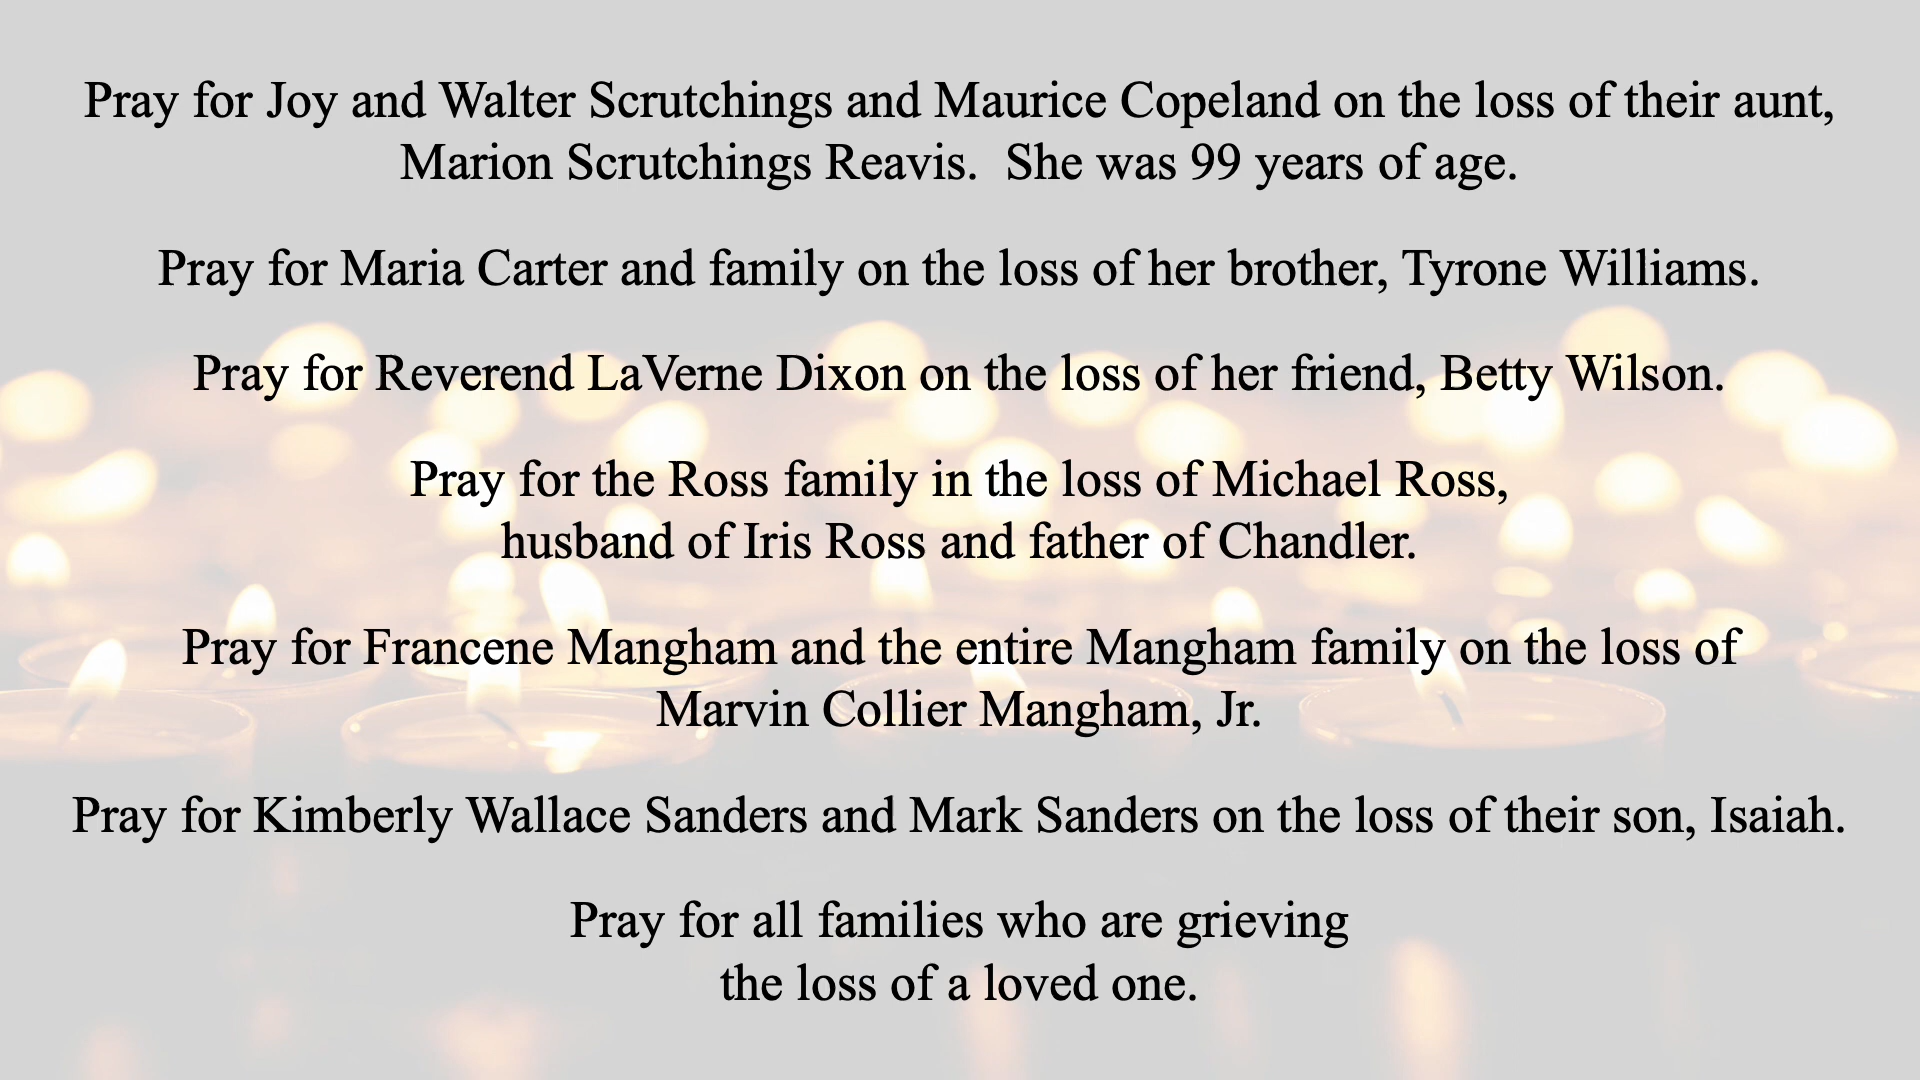 Pray for Joy and Walter Scrutchings and Maurice Copeland on the loss of their aunt,
Marion Scrutchings Reavis.  She was 99 years of age.
Pray for Maria Carter and family on the loss of her brother, Tyrone Williams.
Pray for Reverend LaVerne Dixon on the loss of her friend, Betty Wilson.
Pray for the Ross family in the loss of Michael Ross,
husband of Iris Ross and father of Chandler.
Pray for Francene Mangham and the entire Mangham family on the loss of
Marvin Collier Mangham, Jr.
Pray for Kimberly Wallace Sanders and Mark Sanders on the loss of their son, Isaiah.
Pray for all families who are grieving
the loss of a loved one.